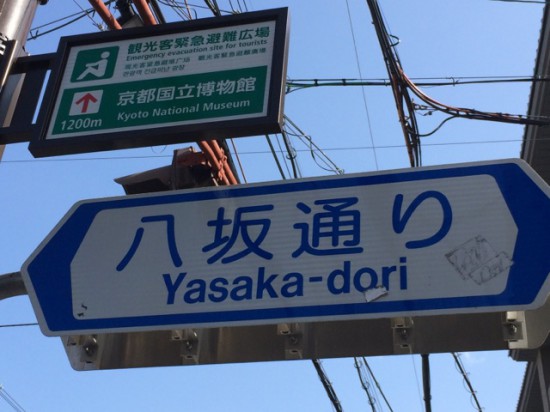 観光客緊急避難広場
Emergency evacuation site for tourists
京都国立博物館
Kyoto National Museum
1200m
八坂通り
Yasaka-dori